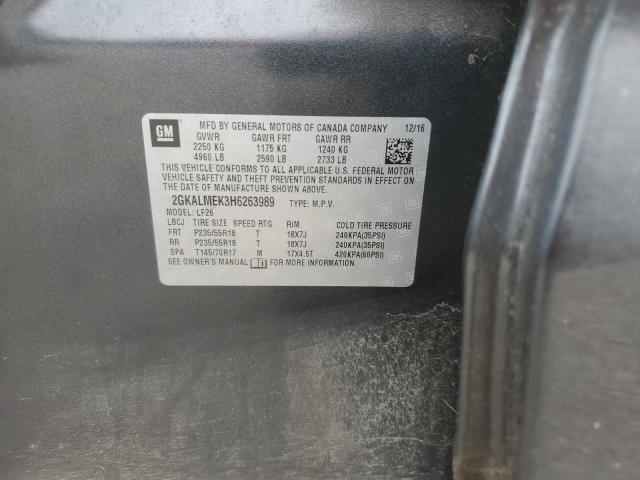 GM
MFD BY GENERAL MOTORS OF CANADA COMPANY 12/16
GVWR GAWR FRT GAWR RR
2250 KG 1175 KG 1240 KG
4960 LB 2590 LB 2733 LB
THIS VEHICLE CONFORMS TO ALL APPLICABLE U.S. FEDERAL MOTOR
VEHICLE SAFETY AND THEFT PREVENTION STANDARDS IN EFFECT ON THE
DATE OF MANUFACTURE SHOWN ABOVE.
2GKALMEK3H6263989 TYPE: M.P.V.
MODEL: LF26
LBCJ TIRE SIZE SPEED RTG RIM COLD TIRE PRESSURE
FRT P235/55R18 T 18X7J 240KPA(35PSI)
RR P235/55R18 T 18X7J 240KPA(35PSI)
SPA T145/70R17 M 17X4.5T 420KPA(60PSI)
SEE OWNER'S MANUAL FOR MORE INFORMATION.